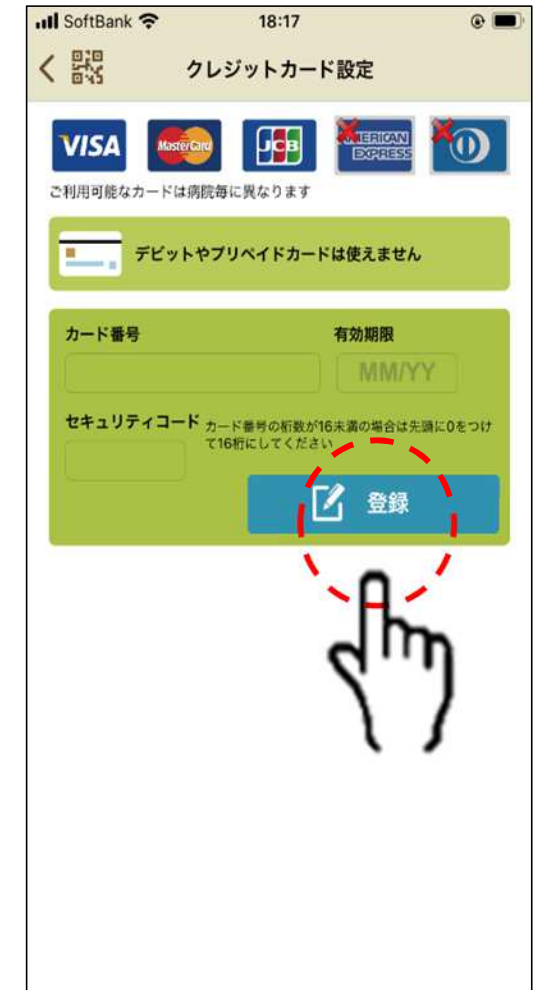 SoftBank 18:17
クレジットカード設定
VISA MasterCard JCB AMERICAN EXPRESS
ご利用可能なカードは病院毎に異なります
デビットやプリペイドカードは使えません
カード番号 有効期限
MM/YY
セキュリティコード カード番号の桁数が16未満の場合は先頭に0をつけ
て16桁にしてください
登録